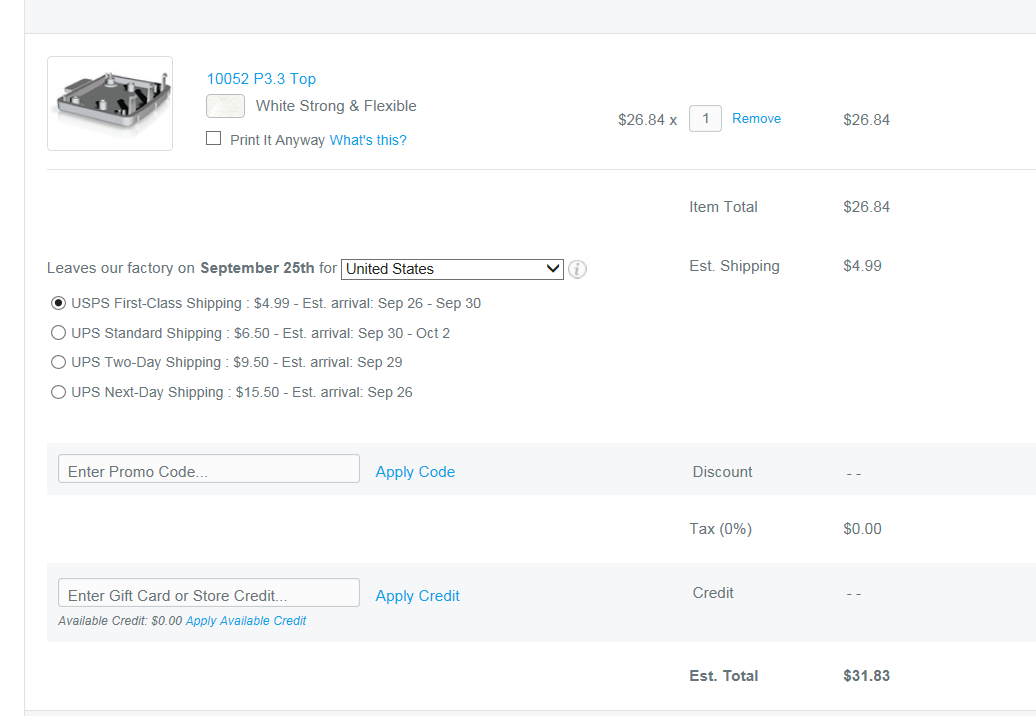 10052 P3.3 Top
White Strong & Flexible
$26.84 x 1 Remove $26.84
Print It Anyway What's this?
Item Total $26.84
Leaves our factory on September 25th for United States i
Est. Shipping $4.99
USPS First-Class Shipping : $4.99 - Est. arrival: Sep 26 - Sep 30
UPS Standard Shipping : $6.50 - Est. arrival: Sep 30 - Oct 2
UPS Two-Day Shipping : $9.50 - Est. arrival: Sep 29
UPS Next-Day Shipping : $15.50 - Est. arrival: Sep 26
Enter Promo Code... Apply Code Discount - -
Tax (0%) $0.00
Enter Gift Card or Store Credit... Apply Credit Credit - -
Available Credit: $0.00 Apply Available Credit
Est. Total $31.83